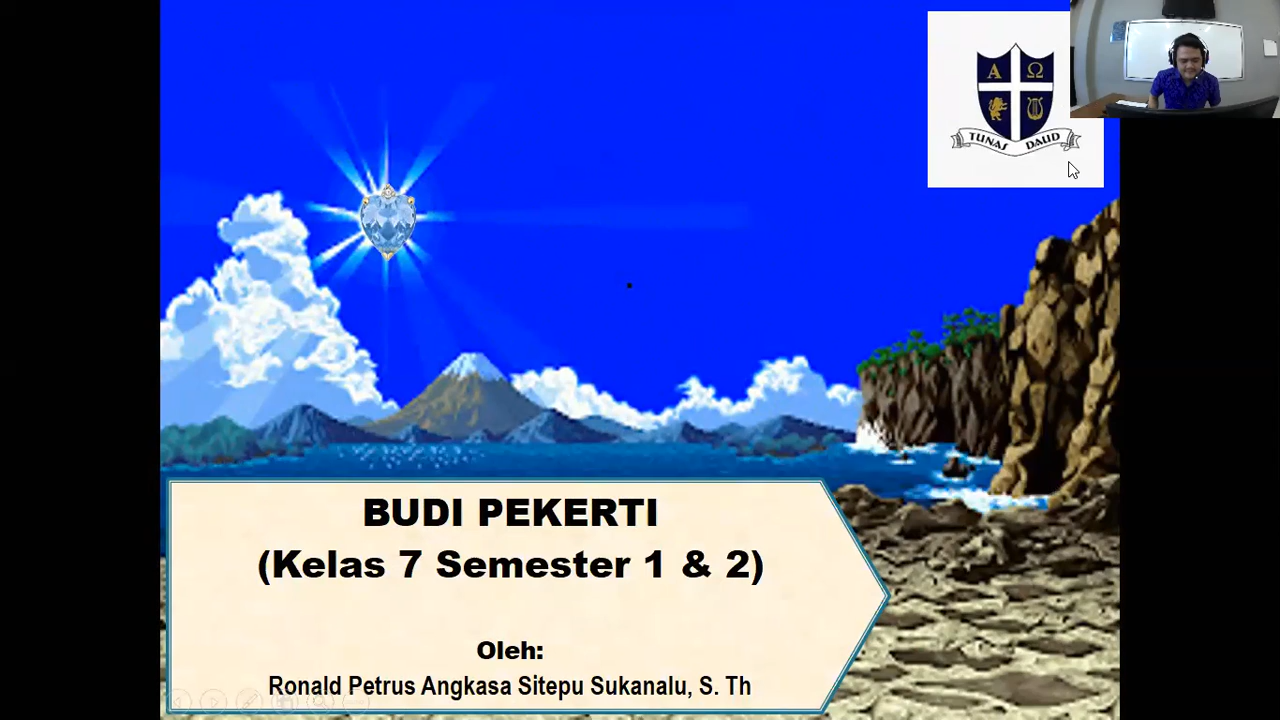 Α Ω
TUNAS DAUD
BUDI PEKERTI
(Kelas 7 Semester 1 & 2)
Oleh:
Ronald Petrus Angkasa Sitepu Sukanalu, S. Th